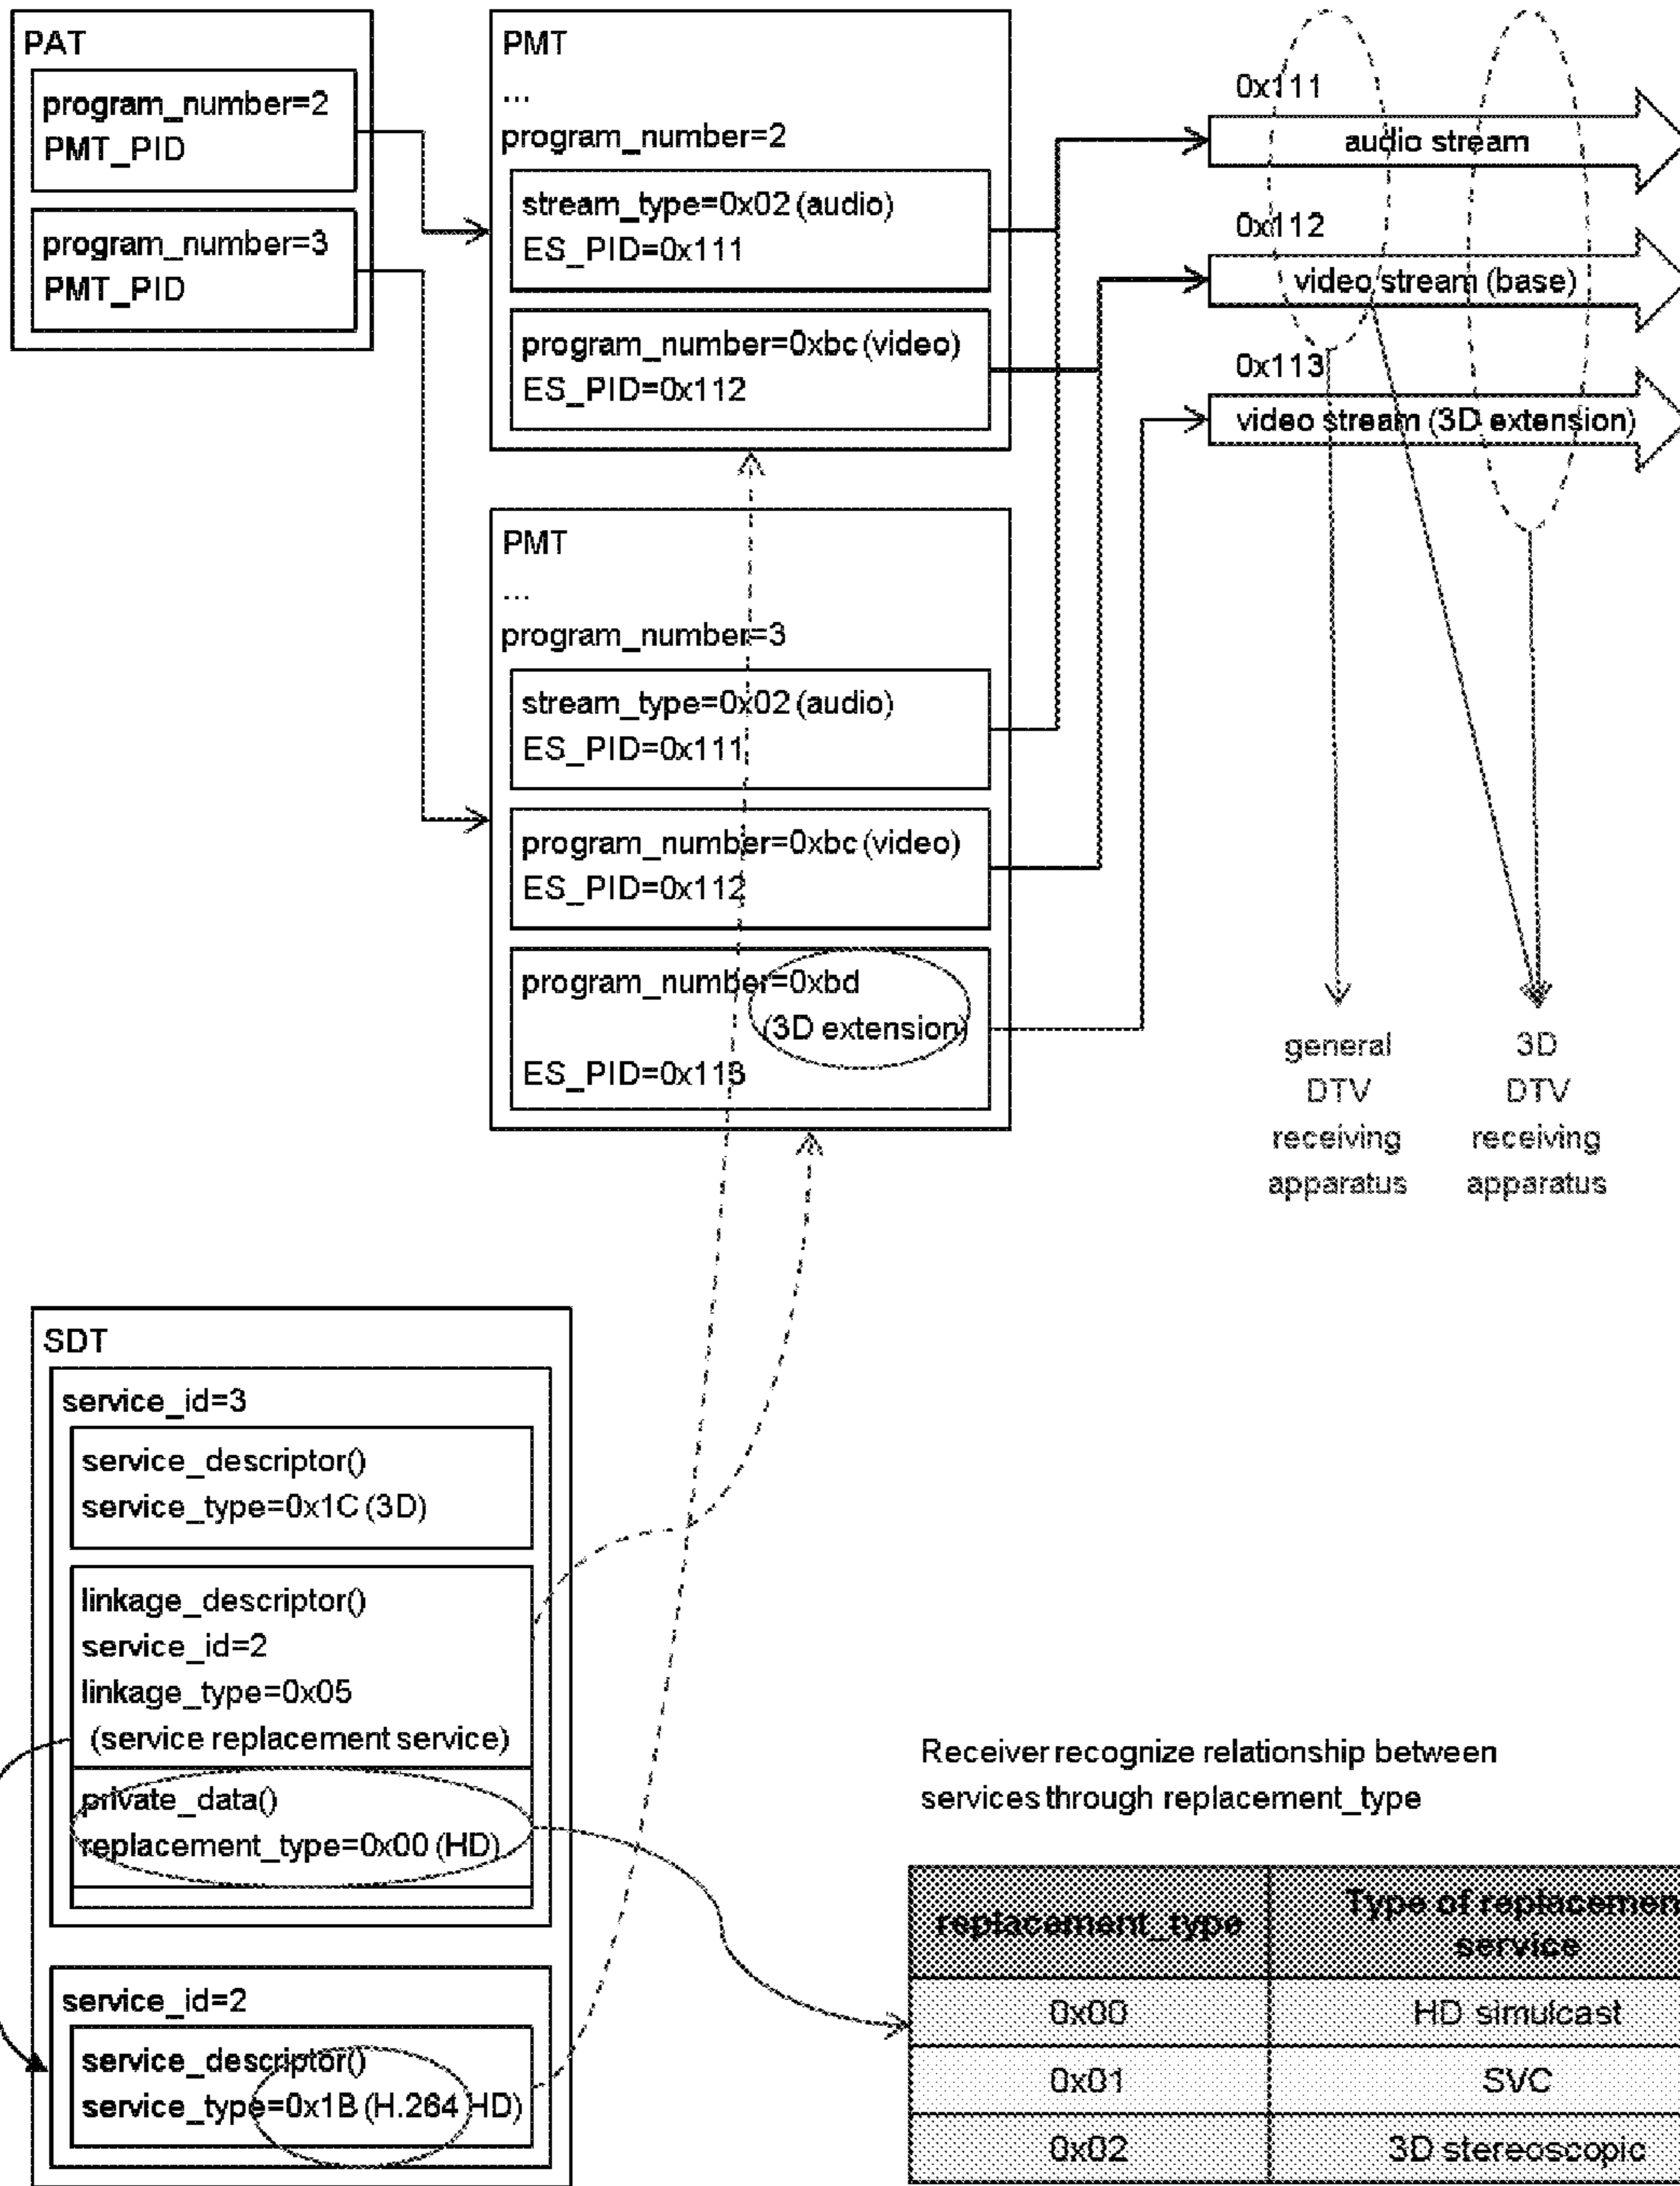 PAT
program_number=2
PMT_PID
program_number=3
PMT_PID
PMT
...
program_number=2
stream_type=0x02 (audio)
ES_PID=0x111
program_number=0xbc (video)
ES_PID=0x112
PMT
...
program_number=3
stream_type=0x02 (audio)
ES_PID=0x111
program_number=0xbc (video)
ES_PID=0x112
program_number=0xbd
(3D extension)
ES_PID=0x113
0x111
audio stream
0x112
video stream (base)
0x113
video stream (3D extension)
general
DTV
receiving
apparatus
3D
DTV
receiving
apparatus
SDT
service_id=3
service_descriptor()
service_type=0x1C (3D)
linkage_descriptor()
service_id=2
linkage_type=0x05
(service replacement service)
private_data()
replacement_type=0x00 (HD)
service_id=2
service_descriptor()
service_type=0x1B (H.264 HD)
Receiver recognize relationship between
services through replacement_type
replacement_type
Type of replacemen
service
0x00
HD simulcast
0x01
SVC
0x02
3D stereoscopic